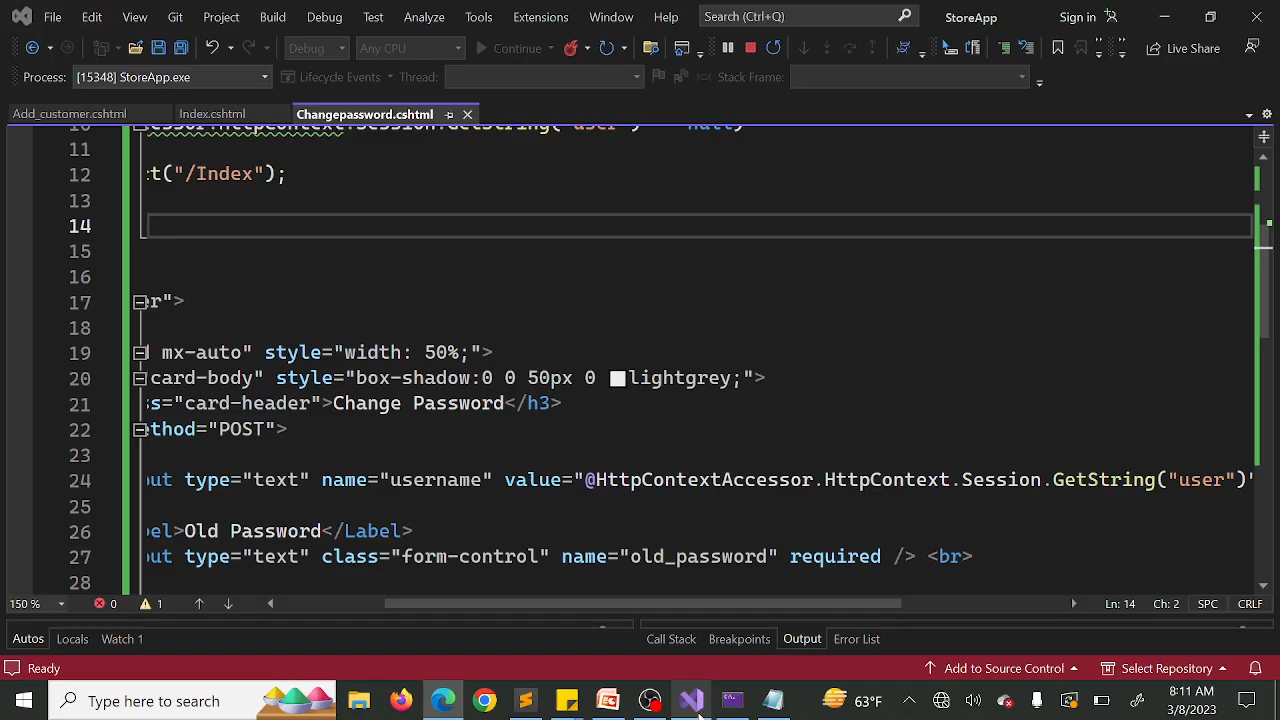 File Edit View Git Project Build Debug Test Analyze Tools Extensions Window Help Search (Ctrl+Q) StoreApp Sign in
Debug Any CPU Continue Live Share
Process: [15348] StoreApp.exe Lifecycle Events Thread: Stack Frame:
Add_customer.cshtml Index.cshtml Changepassword.cshtml
11
12 t("/Index");
13
14
15
16
17 er">
18
19 mx-auto" style="width: 50%;">
20 card-body" style="box-shadow:0 0 50px 0 lightgrey;">
21 ss="card-header">Change Password</h3>
22 ethod="POST">
23
24 put type="text" name="username" value="@HttpContextAccessor.HttpContext.Session.GetString("user")"
25
26 bel>Old Password</Label>
27 put type="text" class="form-control" name="old_password" required /> <br>
28
150 % 0 1 Ln: 14 Ch: 2 SPC CRLF
Autos Locals Watch 1 Call Stack Breakpoints Output Error List
Ready Add to Source Control Select Repository
Type here to search 63°F 8:11 AM
3/8/2023